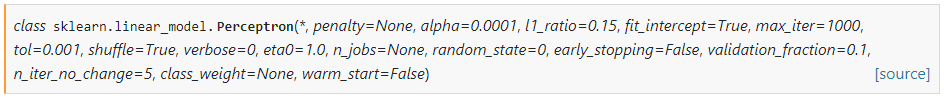 class sklearn.linear_model.Perceptron(*, penalty=None, alpha=0.0001, l1_ratio=0.15, fit_intercept=True, max_iter=1000,
tol=0.001, shuffle=True, verbose=0, eta0=1.0, n_jobs=None, random_state=0, early_stopping=False, validation_fraction=0.1,
n_iter_no_change=5, class_weight=None, warm_start=False) [source]